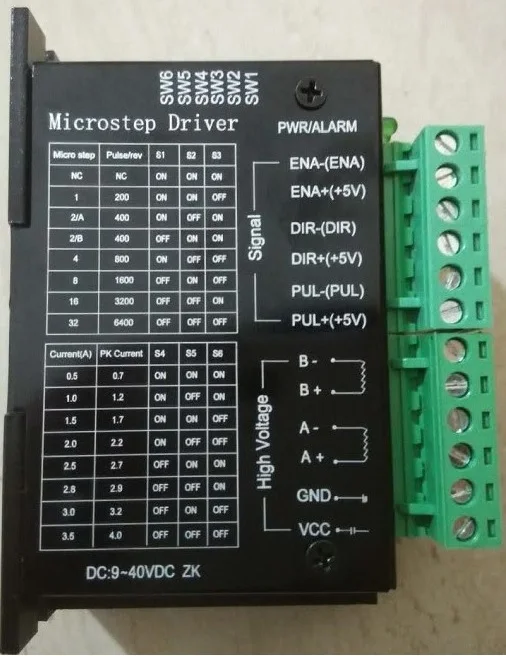 SW6
SW5
SW4
SW3
SW2
SW1
Microstep Driver
PWR/ALARM
Micro step Pulse/rev S1 S2 S3
NC NC ON ON ON
1 200 ON ON OFF
2/A 400 ON OFF ON
2/B 400 OFF ON ON
4 800 ON OFF OFF
8 1600 OFF ON OFF
16 3200 OFF OFF ON
32 6400 OFF OFF OFF
Signal
ENA-(ENA)
ENA+(+5V)
DIR-(DIR)
DIR+(+5V)
PUL-(PUL)
PUL+(+5V)
Current(A) PK Current S4 S5 S6
0.5 0.7 ON ON ON
1.0 1.2 ON OFF ON
1.5 1.7 ON ON OFF
2.0 2.2 ON OFF OFF
2.5 2.7 OFF ON ON
2.8 2.9 OFF OFF ON
3.0 3.2 OFF ON OFF
3.5 4.0 OFF OFF OFF
High Voltage
B-
B+
A-
A+
GND
VCC
DC:9~40VDC ZK